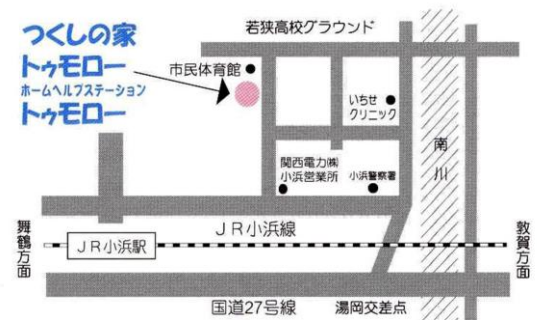 若狭高校グラウンド
つくしの家
トゥモロー
ホームヘルプステーション
トゥモロー
市民体育館
いちせ
クリニック
南川
関西電力㈱
小浜営業所
小浜警察署
舞鶴方面
JR小浜線
JR小浜駅
敦賀方面
国道27号線
湯岡交差点